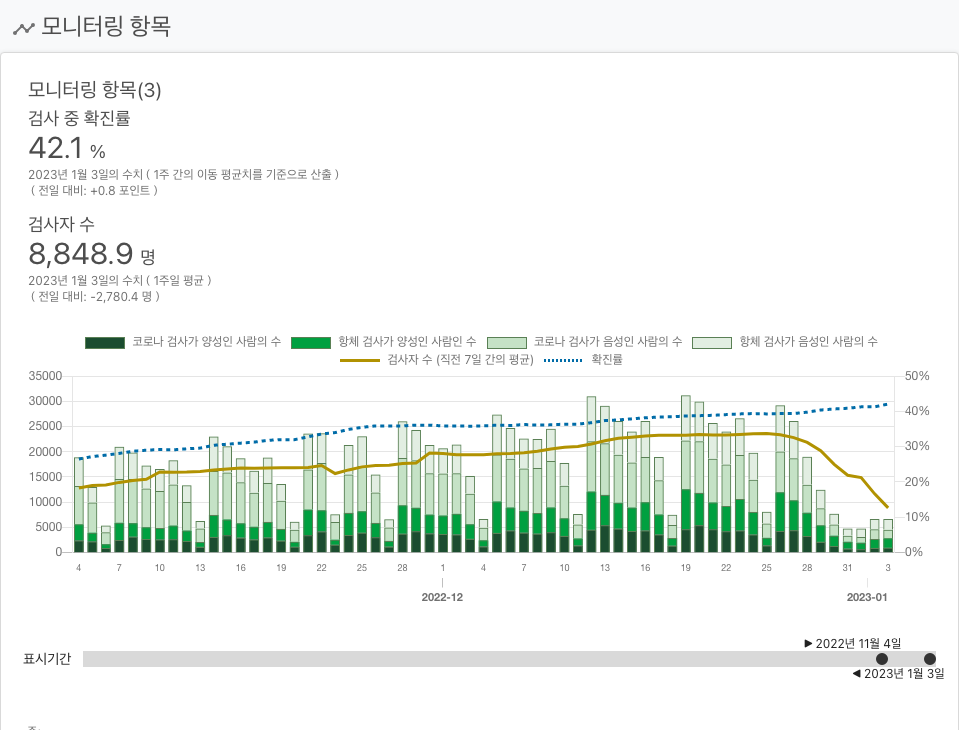 모니터링 항목
모니터링 항목(3)
검사 중 확진률
42.1 %
2023년 1월 3일의 수치 ( 1주 간의 이동 평균치를 기준으로 산출 )
( 전일 대비: +0.8 포인트 )
검사자 수
8,848.9 명
2023년 1월 3일의 수치 ( 1주일 평균 )
( 전일 대비: -2,780.4 명 )
코로나 검사가 양성인 사람의 수 항체 검사가 양성인 사람인 수 코로나 검사가 음성인 사람의 수 항체 검사가 음성인 사람의 수
검사자 수 (직전 7일 간의 평균) 확진률
35000 50%
30000 40%
25000 30%
20000 20%
15000 10%
10000 0%
5000
0
4 7 10 13 16 19 22 25 28 1 4 7 10 13 16 19 22 25 28 31 3
2022-12 2023-01
▶ 2022년 11월 4일
표시기간
◀ 2023년 1월 3일